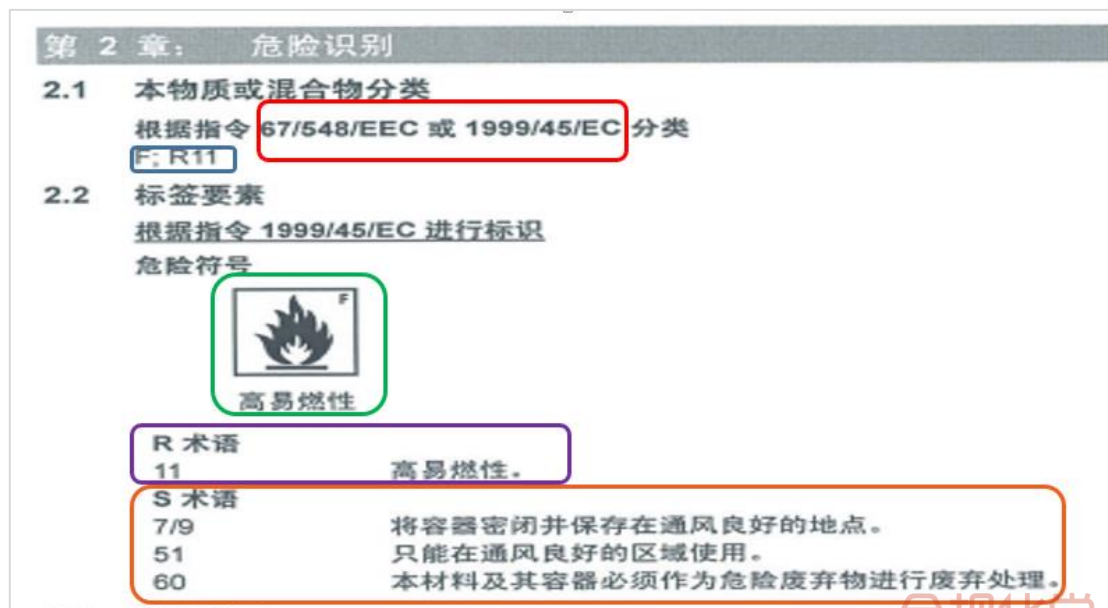 第 2 章： 危险识别
2.1 本物质或混合物分类
根据指令 67/548/EEC 或 1999/45/EC 分类
F; R11
2.2 标签要素
根据指令 1999/45/EC 进行标识
危险符号
F
高易燃性
R 术语
11 高易燃性。
S 术语
7/9 将容器密闭并保存在通风良好的地点。
51 只能在通风良好的区域使用。
60 本材料及其容器必须作为危险废弃物进行废弃处理。